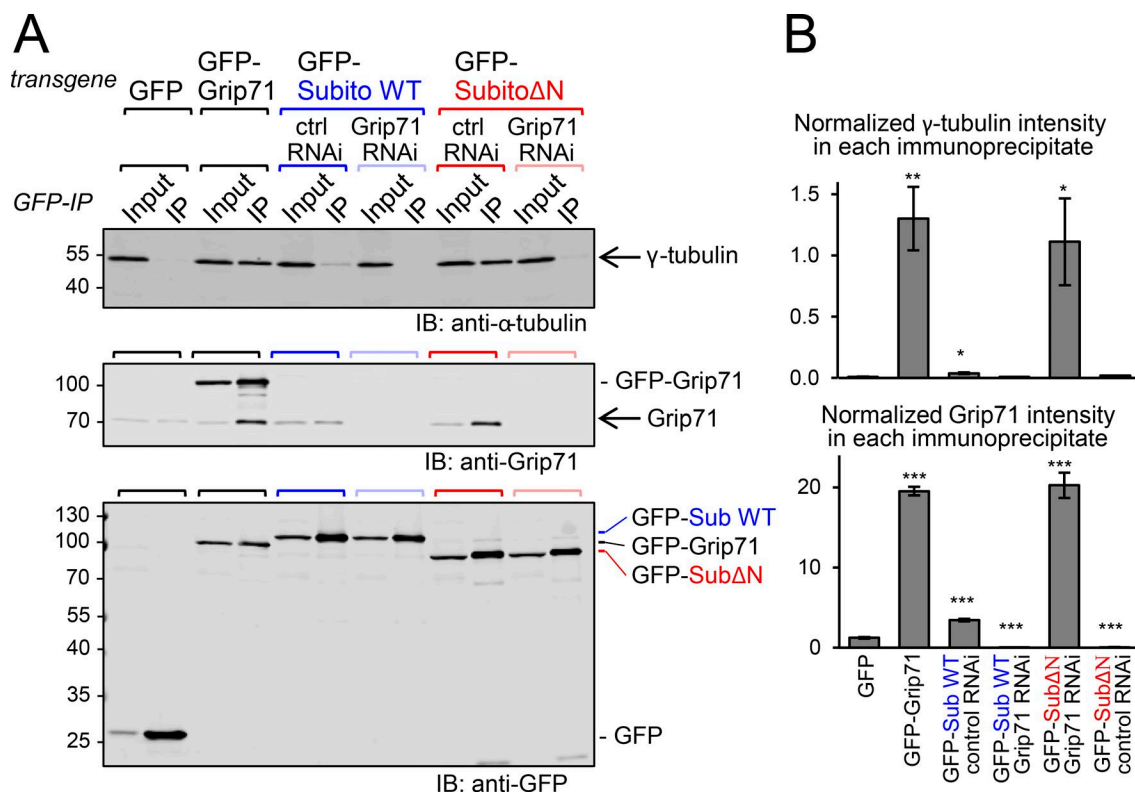 A
transgene
GFP
GFP-
Grip71
GFP-
Subito WT
GFP-
SubitoΔN
ctrl
RNAi
Grip71
RNAi
ctrl
RNAi
Grip71
RNAi
GFP-IP
Input IP Input IP Input IP Input IP Input IP Input IP
55
40
γ-tubulin
IB: anti-α-tubulin
100
70
- GFP-Grip71
Grip71
IB: anti-Grip71
130
100
70
55
40
35
25
GFP-Sub WT
GFP-Grip71
GFP-SubΔN
- GFP
IB: anti-GFP
B
Normalized γ-tubulin intensity
in each immunoprecipitate
1.5
1.0
0.5
0.0
**
*
*
Normalized Grip71 intensity
in each immunoprecipitate
20
10
0
***
***
***
***
***
GFP
GFP-Grip71
GFP-Sub WT
control RNAi
GFP-Sub WT
Grip71 RNAi
GFP-SubΔN
Grip71 RNAi
GFP-SubΔN
control RNAi